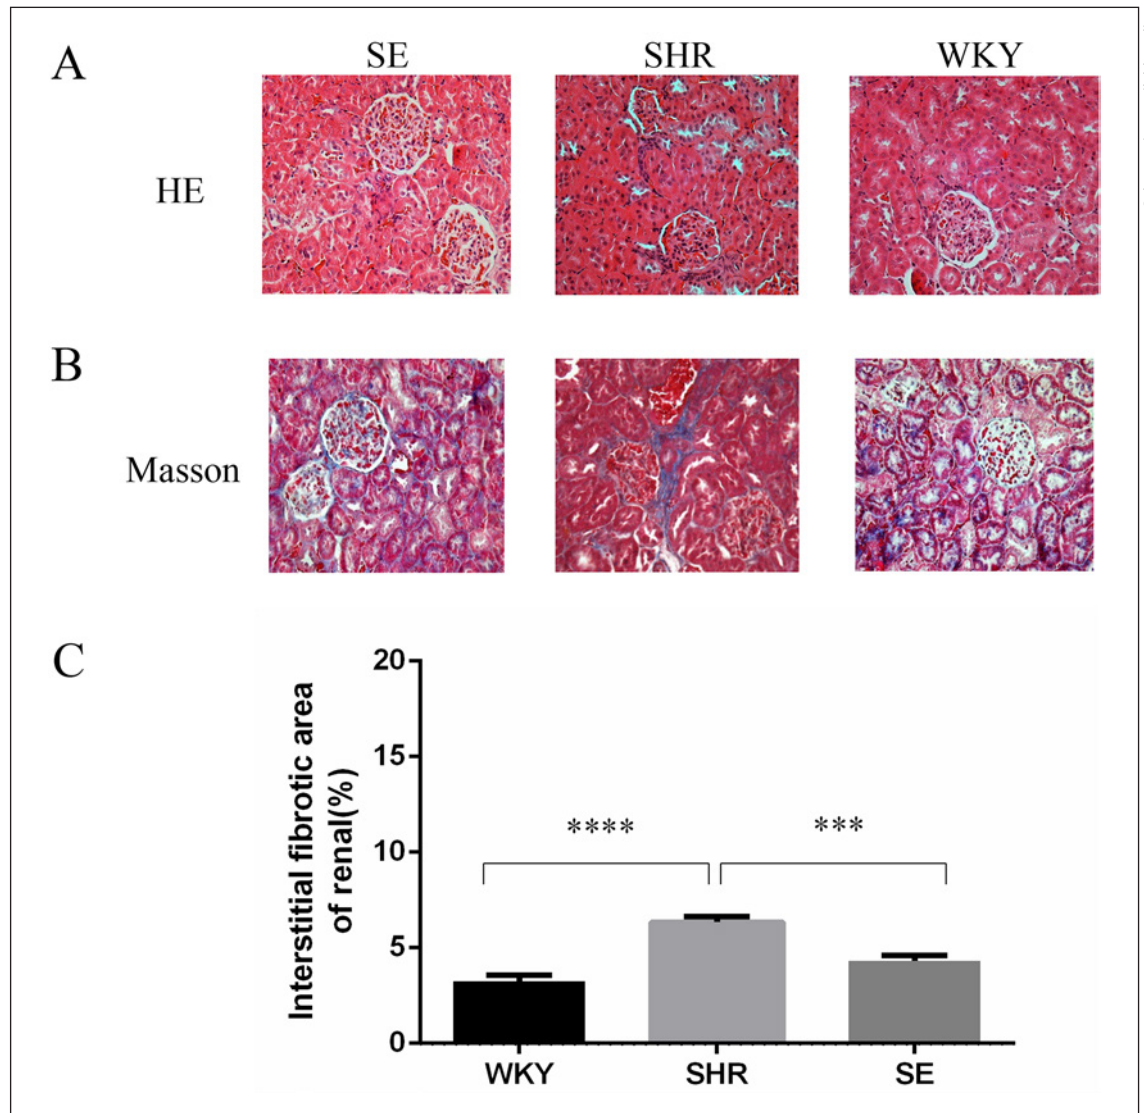 A
SE
SHR
WKY
HE
B
Masson
C
Interstitial fibrotic area
of renal(%)
20
15
10
5
0
****
***
WKY
SHR
SE